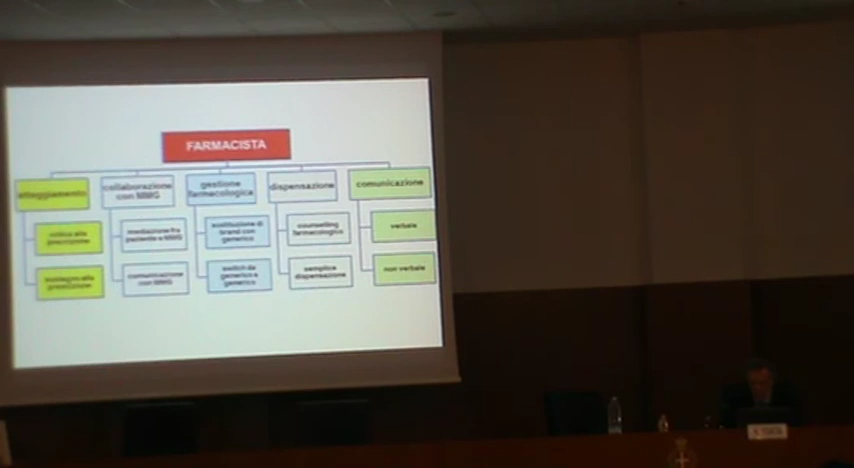 FARMACISTA
atteggiamento
collaborazione
con MMG
gestione
farmacologica
dispensazione
comunicazione
critico alla
prescrizione
mediazione fra
paziente e MMG
sostituzione di
brand con
generico
counselling
farmacologico
verbale
sostegno alla
prescrizione
comunicazione
con MMG
switch da
generico a
generico
semplice
dispensazione
non verbale